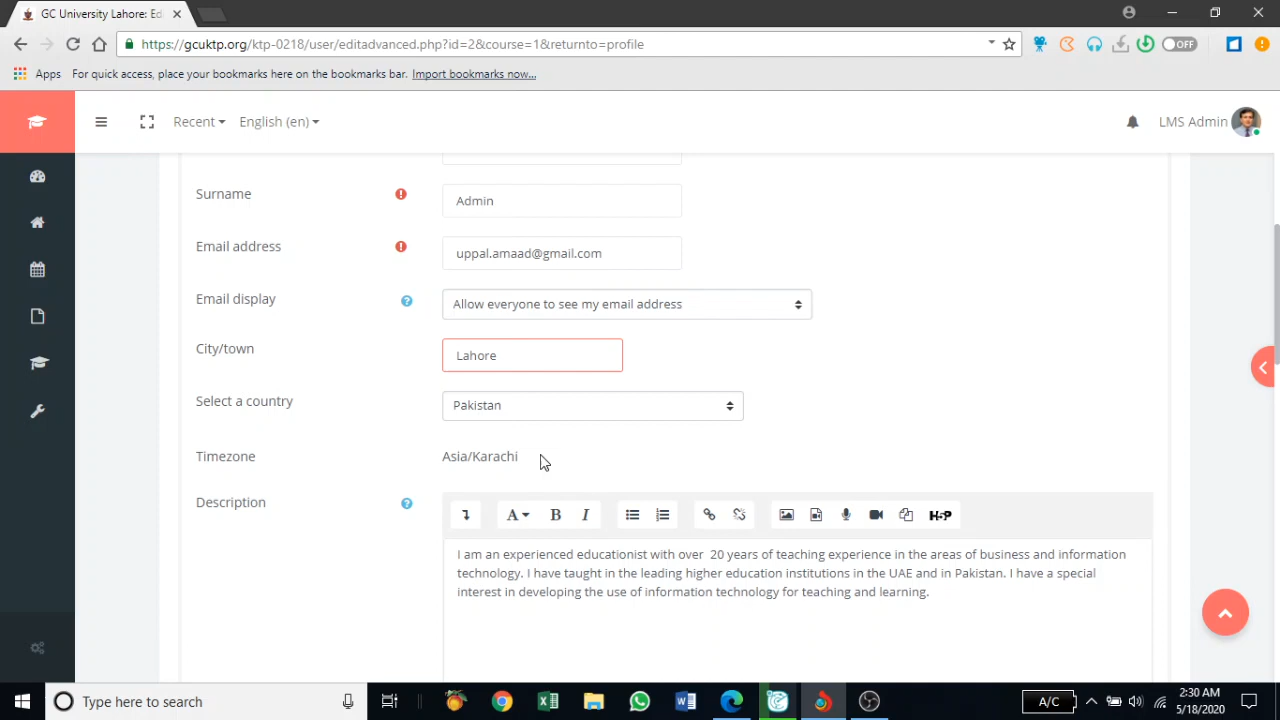 GC University Lahore: Ed
https://gcuktp.org/ktp-0218/user/editadvanced.php?id=2&course=1&returnto=profile
OFF
Apps For quick access, place your bookmarks here on the bookmarks bar. Import bookmarks now...
Recent English (en) LMS Admin
Surname Admin
Email address uppal.amaad@gmail.com
Email display Allow everyone to see my email address
City/town Lahore
Select a country Pakistan
Timezone Asia/Karachi
Description
A B I H5P
I am an experienced educationist with over 20 years of teaching experience in the areas of business and information
technology. I have taught in the leading higher education institutions in the UAE and in Pakistan. I have a special
interest in developing the use of information technology for teaching and learning.
Type here to search
A/C
2:30 AM
5/18/2020